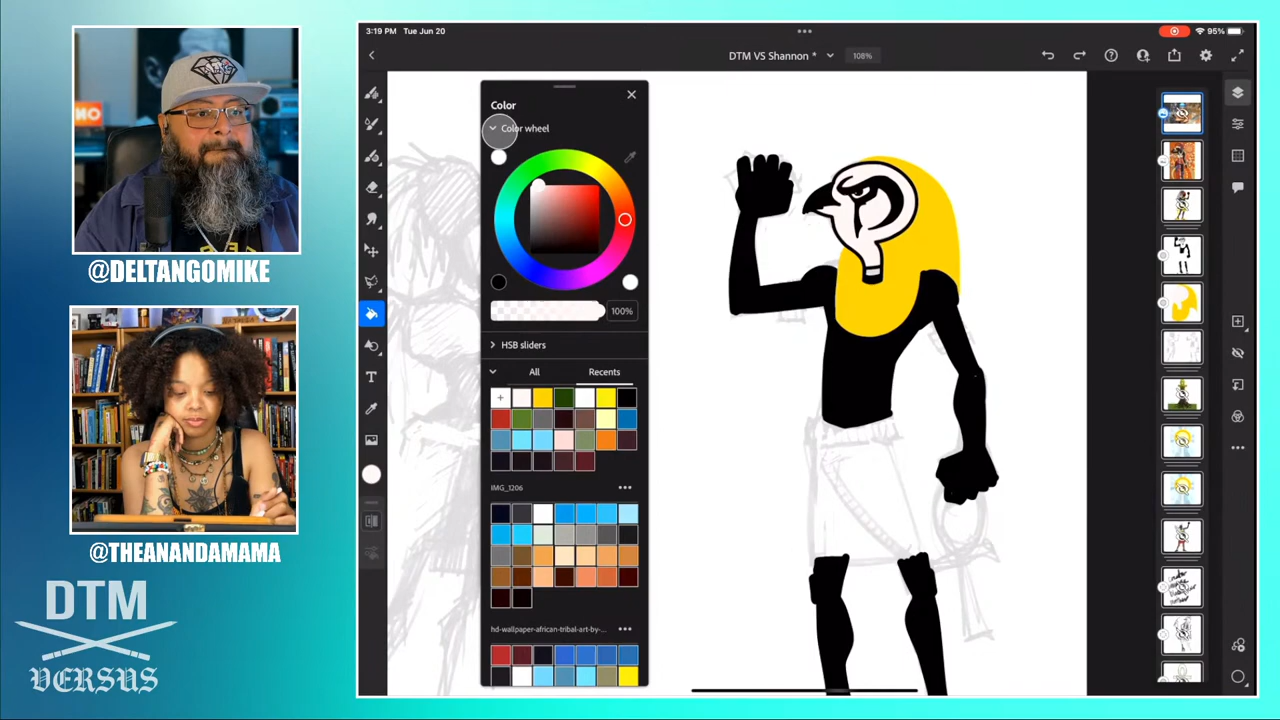 3:19 PM Tue Jun 20
95%
DTM VS Shannon *
108%
Color
Color wheel
100%
HSB sliders
All
Recents
IMG_1206
hd-wallpaper-african-tribal-art-by-...
T
@DELTANGOMIKE
@THEANANDAMAMA
DTM
VERSUS